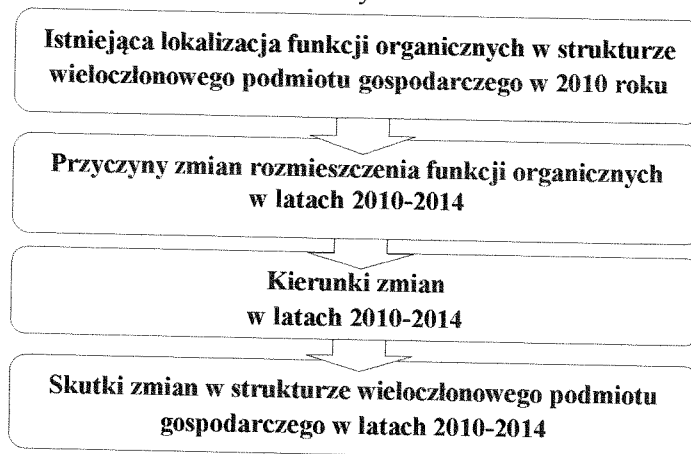 Istniejąca lokalizacja funkcji organicznych w strukturze
wieloczłonowego podmiotu gospodarczego w 2010 roku
Przyczyny zmian rozmieszczenia funkcji organicznych
w latach 2010-2014
Kierunki zmian
w latach 2010-2014
Skutki zmian w strukturze wieloczłonowego podmiotu
gospodarczego w latach 2010-2014